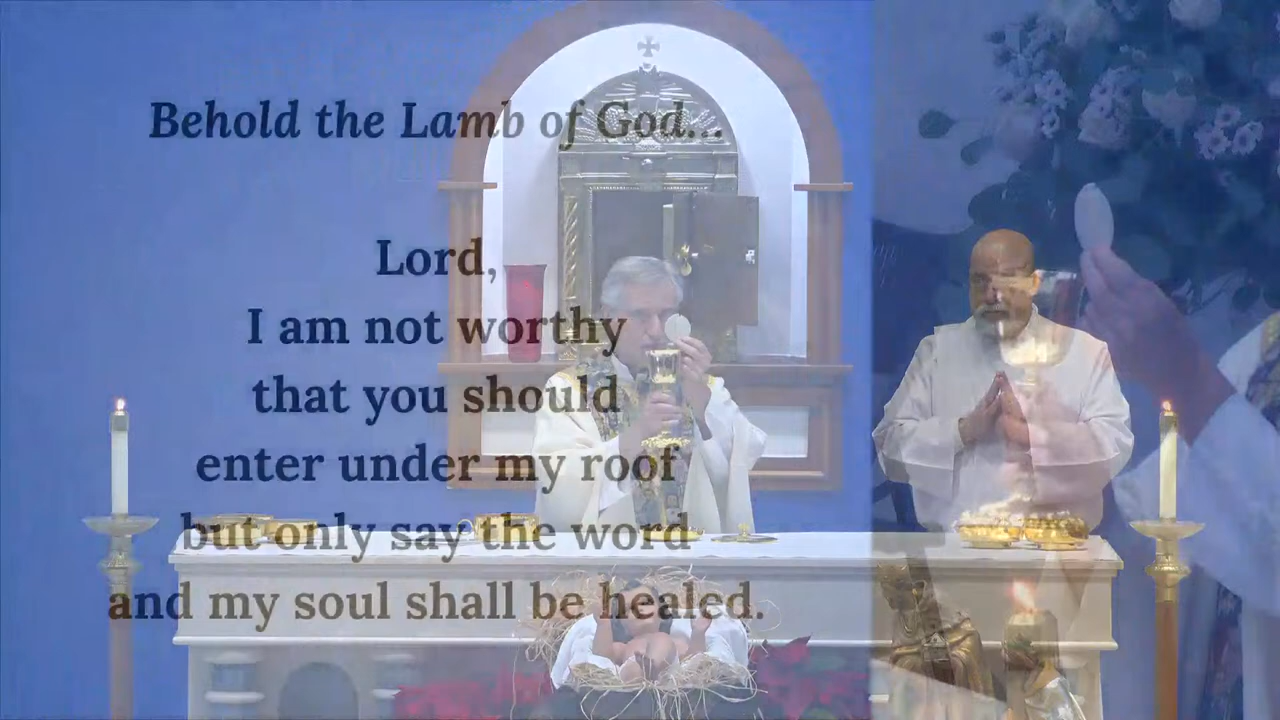 Behold the Lamb of God...
Lord,
I am not worthy
that you should
enter under my roof
but only say the word
and my soul shall be healed.